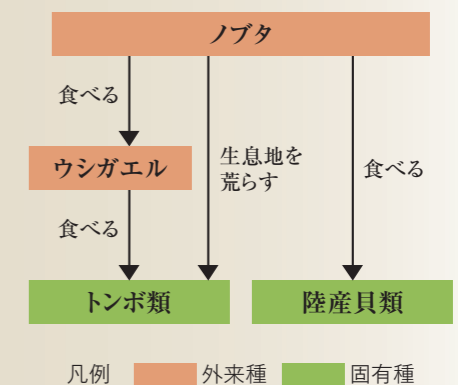 ノブタ
食べる
ウシガエル
生息地を
荒らす
食べる
食べる
トンボ類
陸産貝類
凡例 外来種 固有種